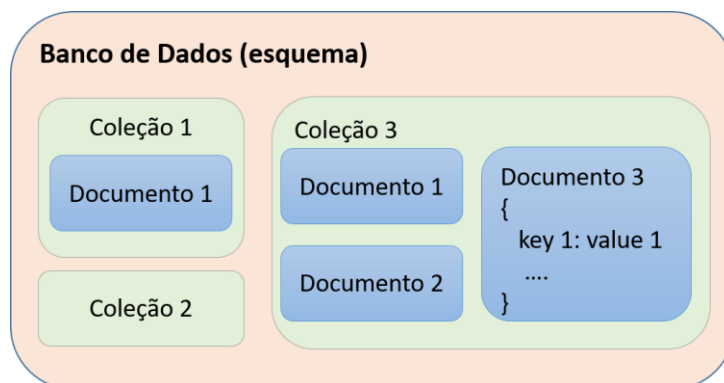 Banco de Dados (esquema)
Coleção 1
Documento 1
Coleção 2
Coleção 3
Documento 1
Documento 2
Documento 3
{
key 1: value 1
....
}